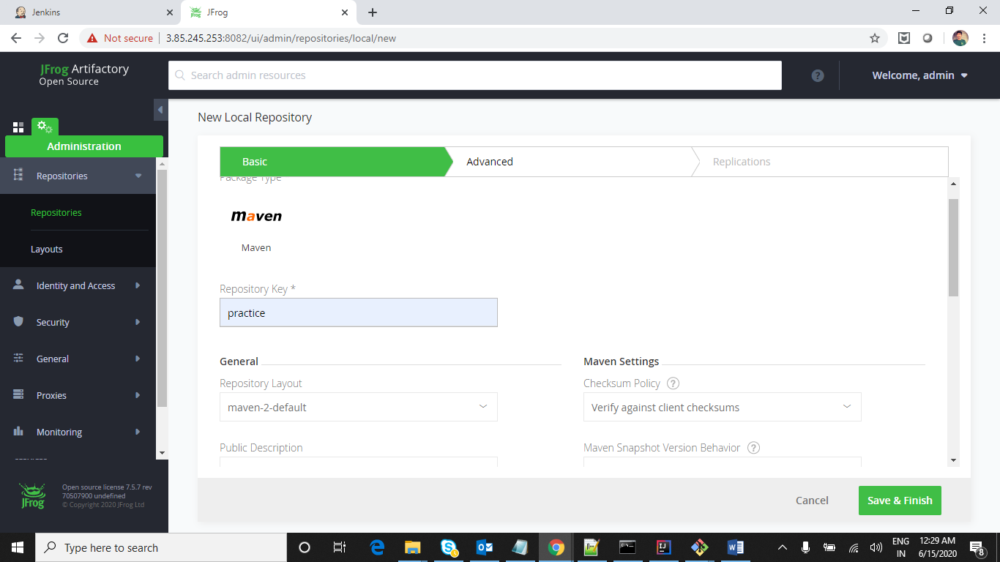 Jenkins
JFrog
Not secure
3.85.245.253:8082/ui/admin/repositories/local/new
JFrog Artifactory
Open Source
Search admin resources
?
Welcome, admin
New Local Repository
Administration
Basic
Advanced
Replications
Repositories
Package Type
Repositories
maven
Layouts
Maven
Identity and Access
Repository Key *
practice
Security
General
General
Maven Settings
Repository Layout
Checksum Policy ?
Proxies
maven-2-default
Verify against client checksums
Monitoring
Public Description
Maven Snapshot Version Behavior ?
SERVICES
JFrog
Open source license 7.5.7 rev
70507900 undefined
© Copyright 2020 JFrog Ltd
Cancel
Save & Finish
Type here to search
ENG
IN
12:29 AM
6/15/2020
8